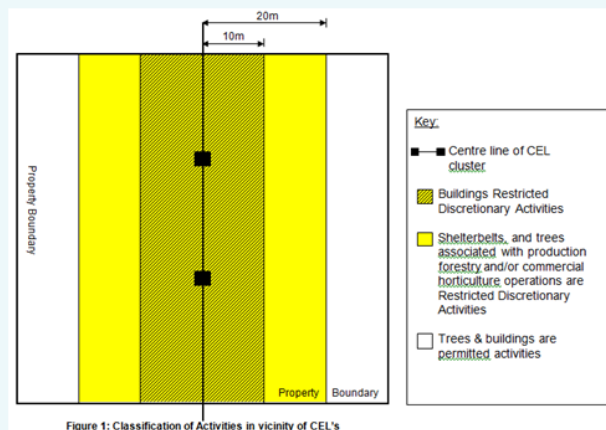 20m
10m
Property Boundary
Property Boundary
Key:
Centre line of CEL
cluster
Buildings Restricted
Discretionary Activities
Shelterbelts, and trees
associated with production
forestry and/or commercial
horticulture operations are
Restricted Discretionary
Activities
Trees & buildings are
permitted activities
Figure 1: Classification of Activities in vicinity of CEL's